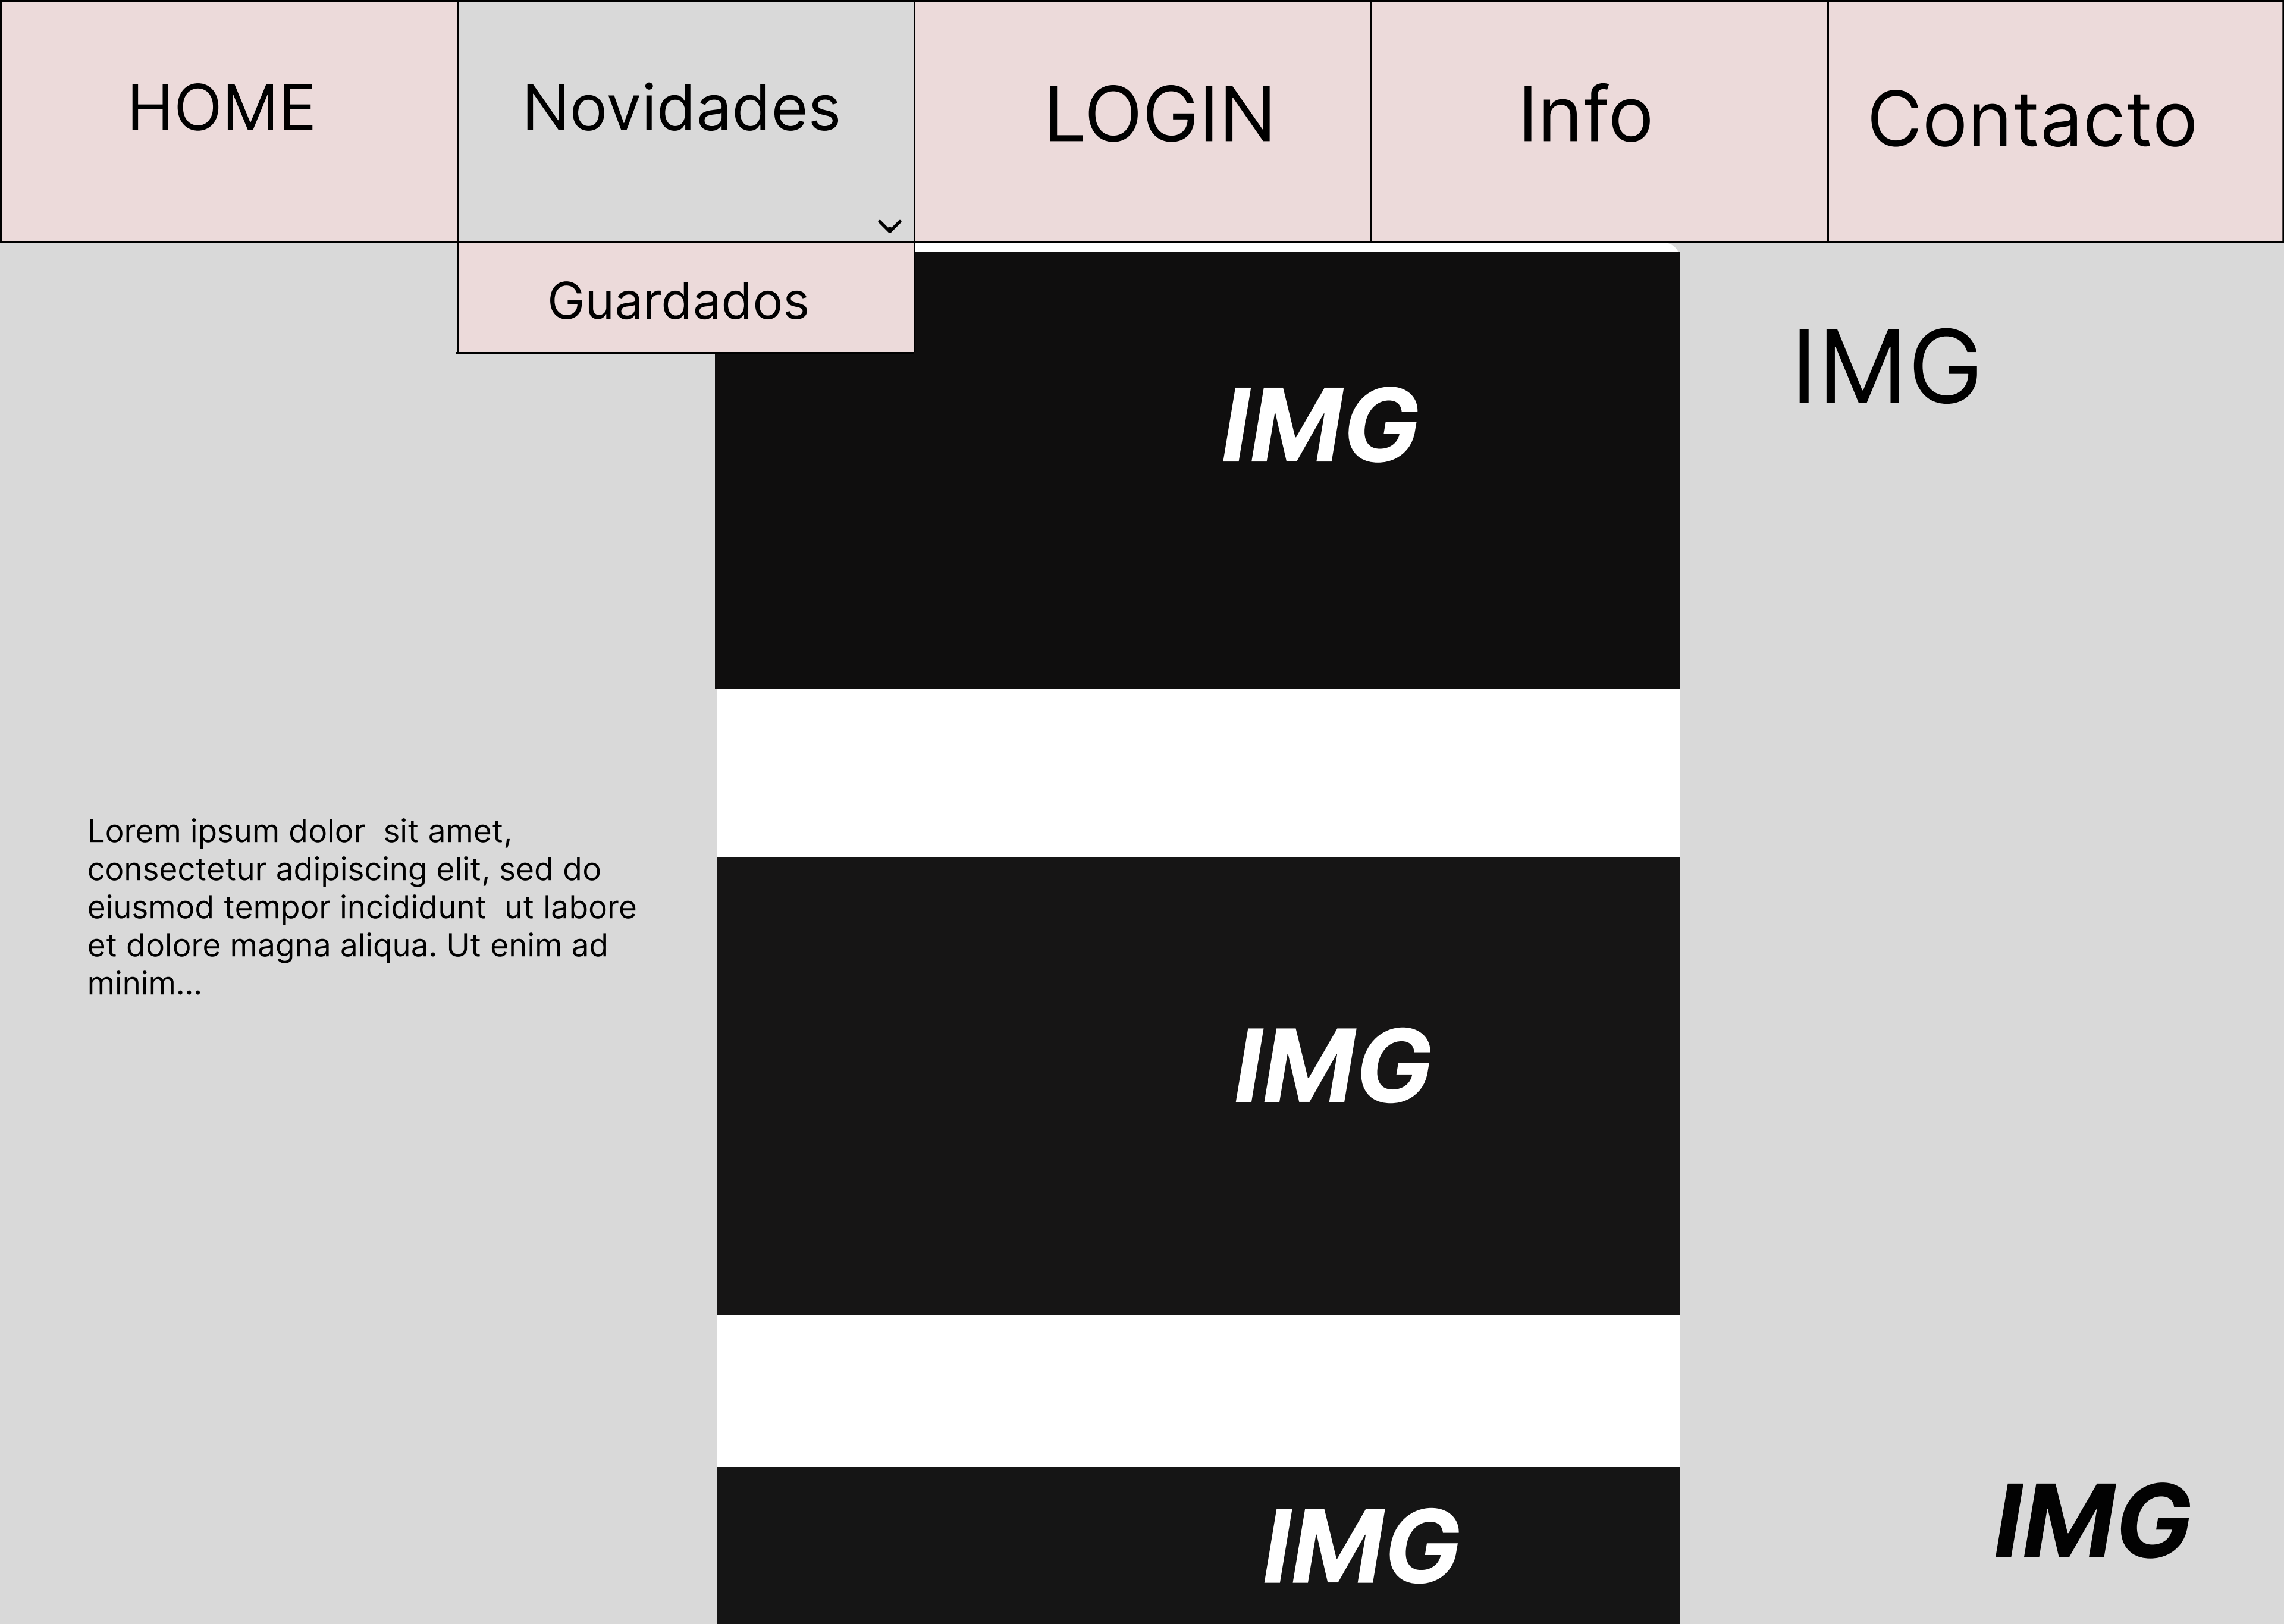 HOME
Novidades
LOGIN
Info
Contacto
Guardados
IMG
IMG
Lorem ipsum dolor  sit amet,
consectetur adipiscing elit, sed do
eiusmod tempor incididunt  ut labore
et dolore magna aliqua. Ut enim ad
minim...
IMG
IMG
IMG